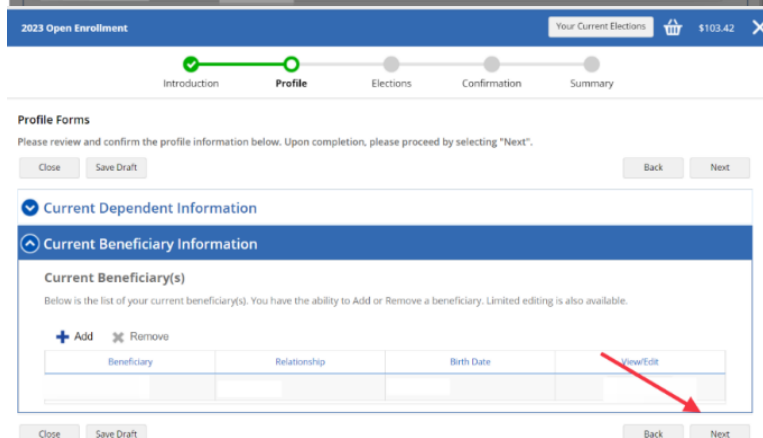 2023 Open Enrollment Your Current Elections $103.42
Introduction Profile Elections Confirmation Summary
Profile Forms
Please review and confirm the profile information below. Upon completion, please proceed by selecting "Next".
Close Save Draft Back Next
Current Dependent Information
Current Beneficiary Information
Current Beneficiary(s)
Below is the list of your current beneficiary(s). You have the ability to Add or Remove a beneficiary. Limited editing is also available.
Add Remove
Beneficiary Relationship Birth Date View/Edit
Close Save Draft Back Next